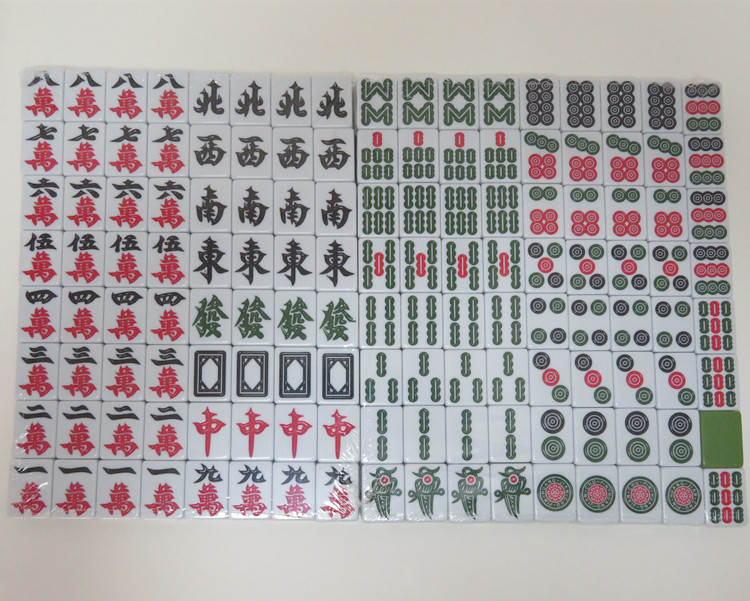 八萬 八萬 八萬 八萬 北 北 北 北
七萬 七萬 七萬 七萬 西 西 西 西
六萬 六萬 六萬 六萬 南 南 南 南
伍萬 伍萬 伍萬 伍萬 東 東 東 東
四萬 四萬 四萬 四萬 發 發 發 發
三萬 三萬 三萬 三萬
二萬 二萬 二萬 二萬 中 中 中 中
一萬 一萬 一萬 一萬 九萬 九萬 九萬 九萬